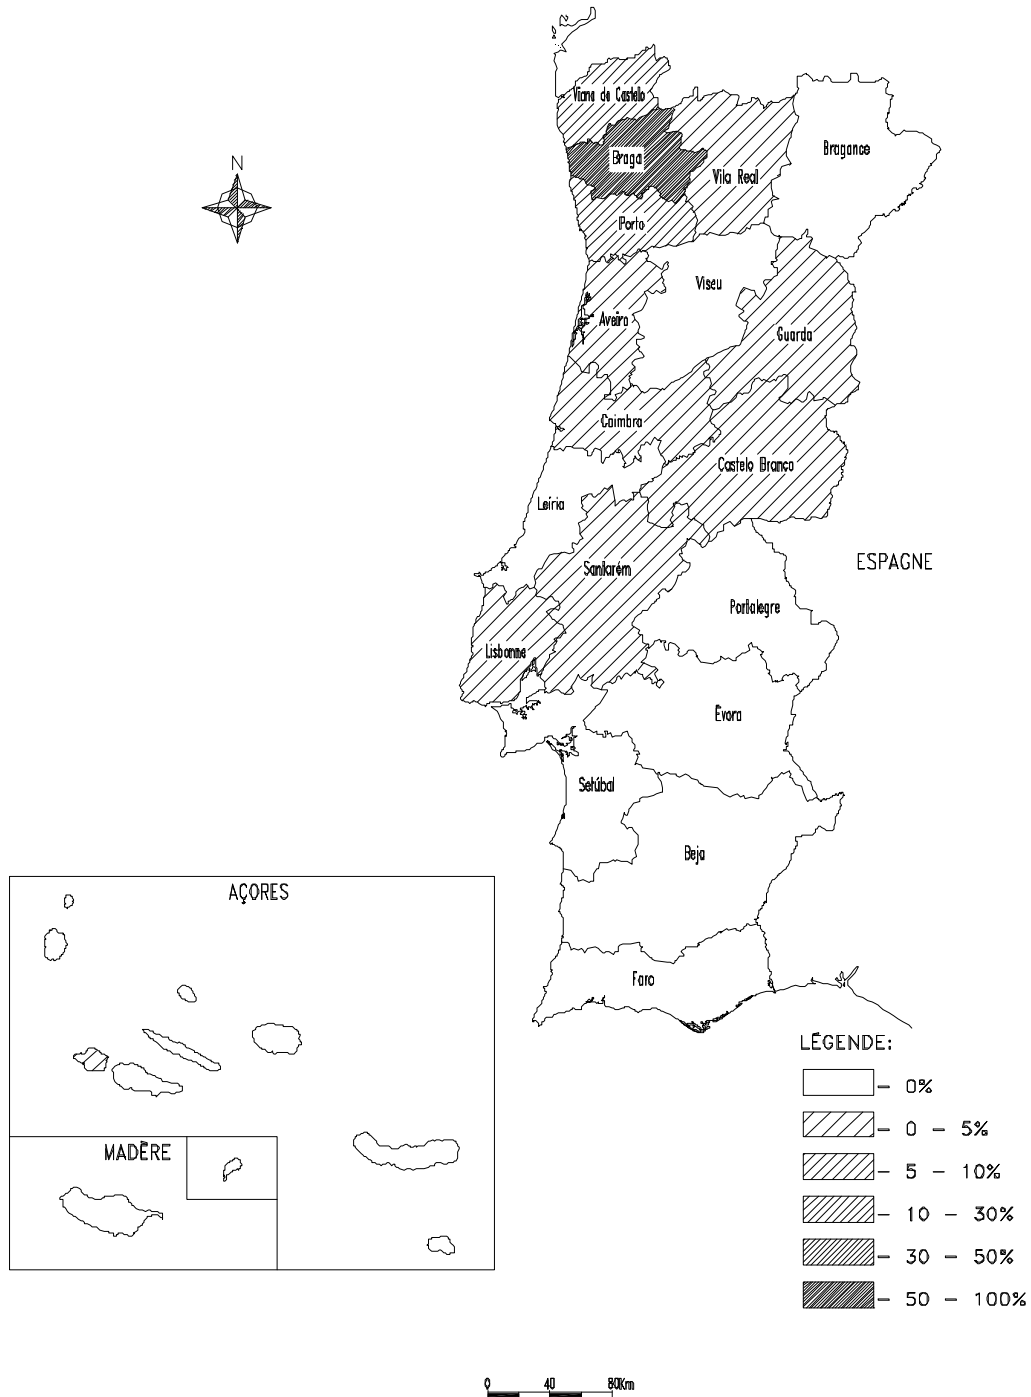 Viana de Castello
Bragance
Braga
N
Vila Real
Porto
Viseu
Aveiro
Guarda
Coimbra
Castelo Branco
Leiria
ESPAGNE
Santarém
Portalegre
Lisbonne
Évora
Setúbal
Beja
AÇORES
Faro
LÉGENDE:
- 0%
- 0 - 5%
- 5 - 10%
- 10 - 30%
- 30 - 50%
- 50 - 100%
MADÈRE
0 40 80Km